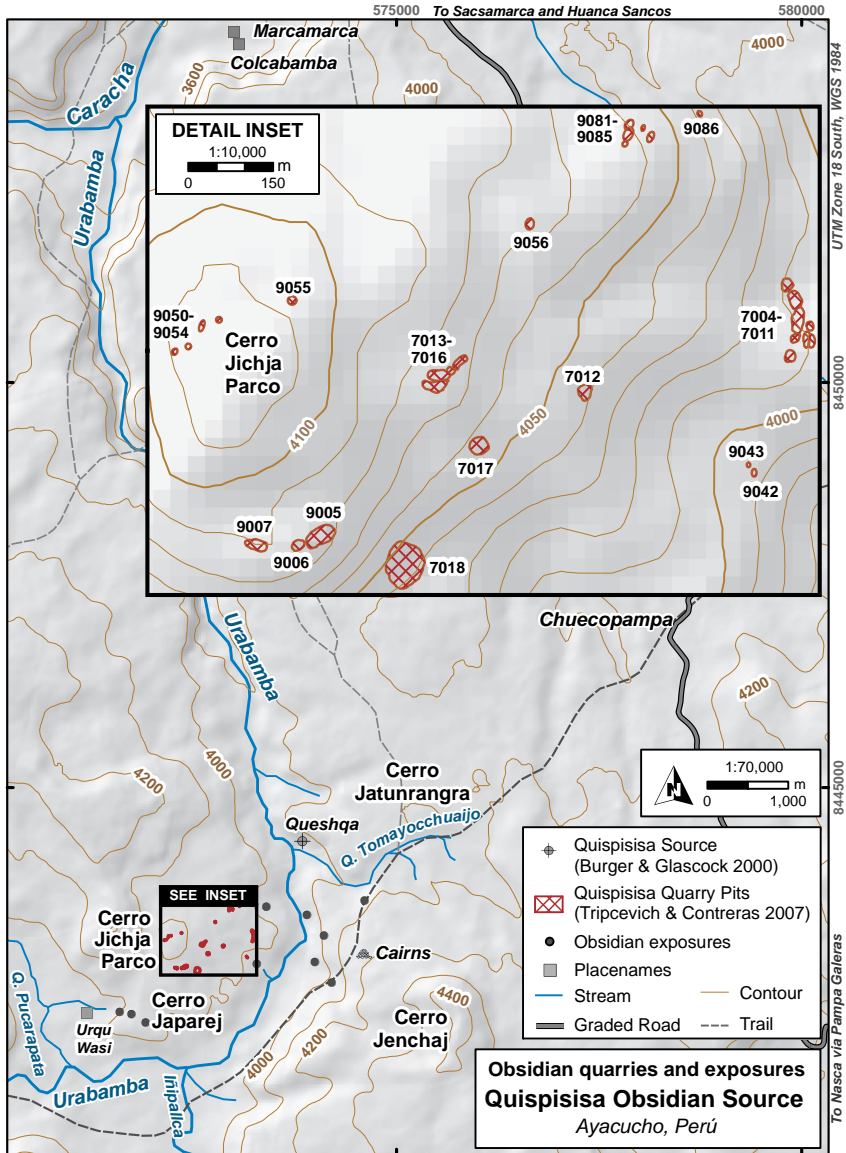 575000
To Sacsamarca and Huanca Sancos
580000
Marcamarca
Colcabamba
3600
4000
4000
Caracha
Urabamba
UTM Zone 18 South, WGS 1984
DETAIL INSET
1:10,000
m
0
150
9081-
9085
9086
9056
9055
9050-
9054
Cerro
Jichja
Parco
7013-
7016
7004-
7011
7012
8450000
4100
4050
4000
7017
9043
9042
9007
9005
9006
7018
Urabamba
Chuecopampa
4200
4000
4200
1:70,000
N
m
0
1,000
8445000
Cerro
Jatunrangra
Queshqa
Q. Tomayocchuaijo
Quispisisa Source
(Burger & Glascock 2000)
Quispisisa Quarry Pits
(Tripcevich & Contreras 2007)
Obsidian exposures
Placenames
Stream
Contour
Graded Road
Trail
SEE INSET
Cerro
Jichja
Parco
Cairns
Q. Pucarapata
Cerro
Japarej
Urqu
Wasi
4400
Cerro
Jenchaj
4200
4000
Urabamba
Iñipallca
To Nasca via Pampa Galeras
Obsidian quarries and exposures
Quispisisa Obsidian Source
Ayacucho, Perú